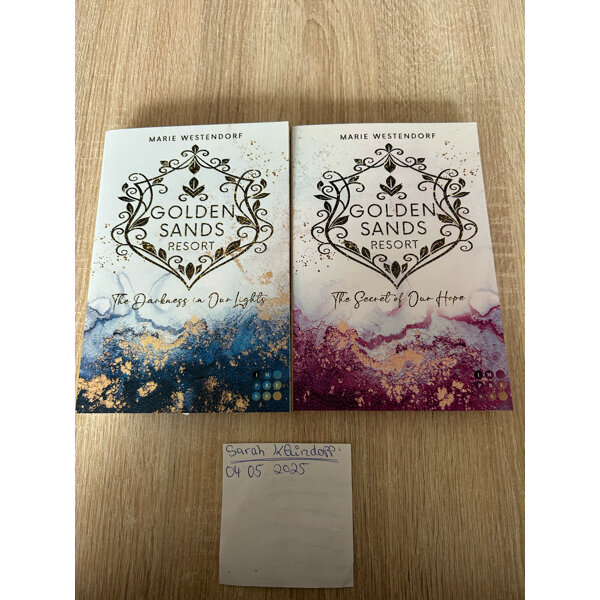 MARIE WESTENDORF
GOLDEN
SANDS
RESORT
The Darkness in Our Lights
I M
P R E
S S
MARIE WESTENDORF
GOLDEN
SANDS
RESORT
The Secret of Our Hope
I M
Sarah
04.05 2025